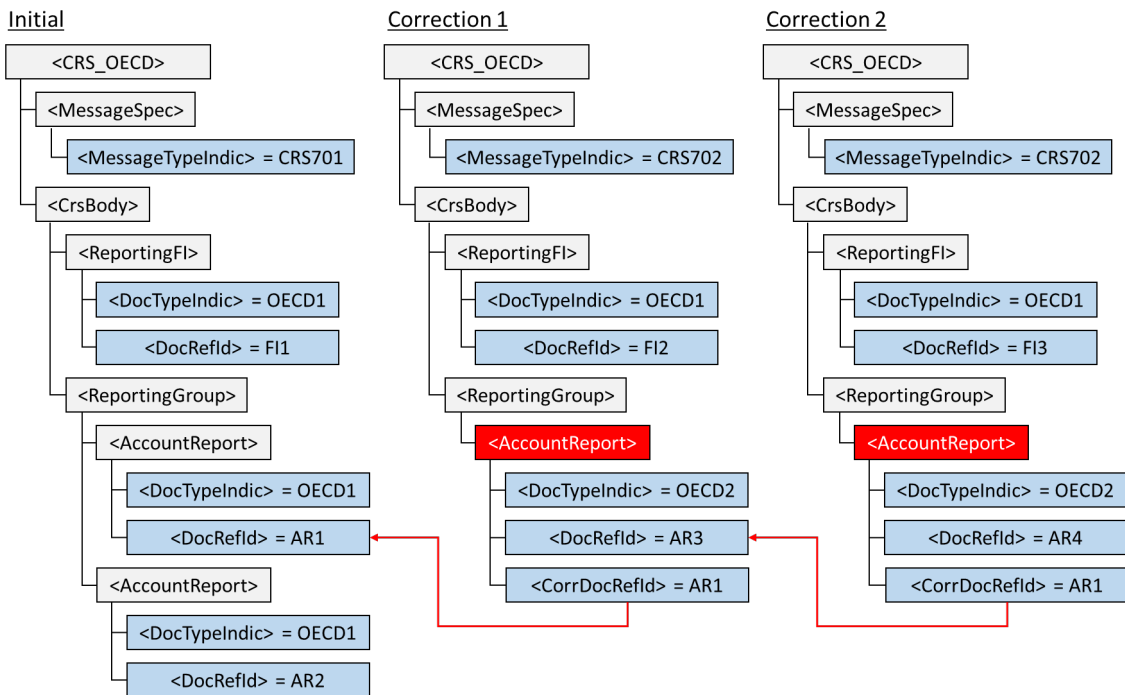 Initial
<CRS_OECD>
<MessageSpec>
<MessageTypeIndic> = CRS701
<CrsBody>
<ReportingFI>
<DocTypeIndic> = OECD1
<DocRefId> = FI1
<ReportingGroup>
<AccountReport>
<DocTypeIndic> = OECD1
<DocRefId> = AR1
<AccountReport>
<DocTypeIndic> = OECD1
<DocRefId> = AR2
Correction 1
<CRS_OECD>
<MessageSpec>
<MessageTypeIndic> = CRS702
<CrsBody>
<ReportingFI>
<DocTypeIndic> = OECD1
<DocRefId> = FI2
<ReportingGroup>
<AccountReport>
<DocTypeIndic> = OECD2
<DocRefId> = AR3
<CorrDocRefId> = AR1
Correction 2
<CRS_OECD>
<MessageSpec>
<MessageTypeIndic> = CRS702
<CrsBody>
<ReportingFI>
<DocTypeIndic> = OECD1
<DocRefId> = FI3
<ReportingGroup>
<AccountReport>
<DocTypeIndic> = OECD2
<DocRefId> = AR4
<CorrDocRefId> = AR1